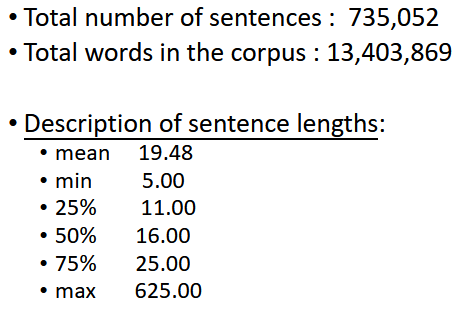 • Total number of sentences : 735,052
• Total words in the corpus : 13,403,869
• Description of sentence lengths:
• mean 19.48
• min 5.00
• 25% 11.00
• 50% 16.00
• 75% 25.00
• max 625.00